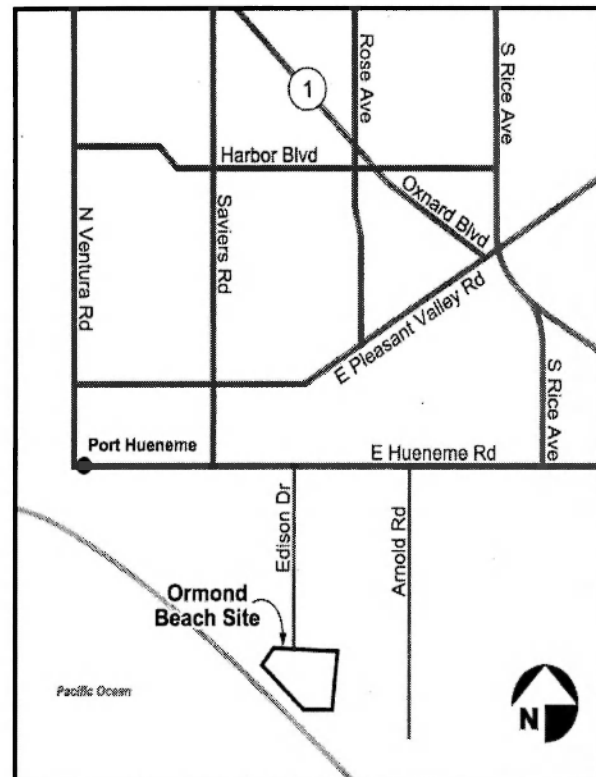 1
Rose Ave
S Rice Ave
Harbor Blvd
Oxnard Blvd
N Ventura Rd
Saviers Rd
E Pleasant Valley Rd
S Rice Ave
Port Hueneme
E Hueneme Rd
Edison Dr
Arnold Rd
Ormond
Beach Site
Pacific Ocean
N